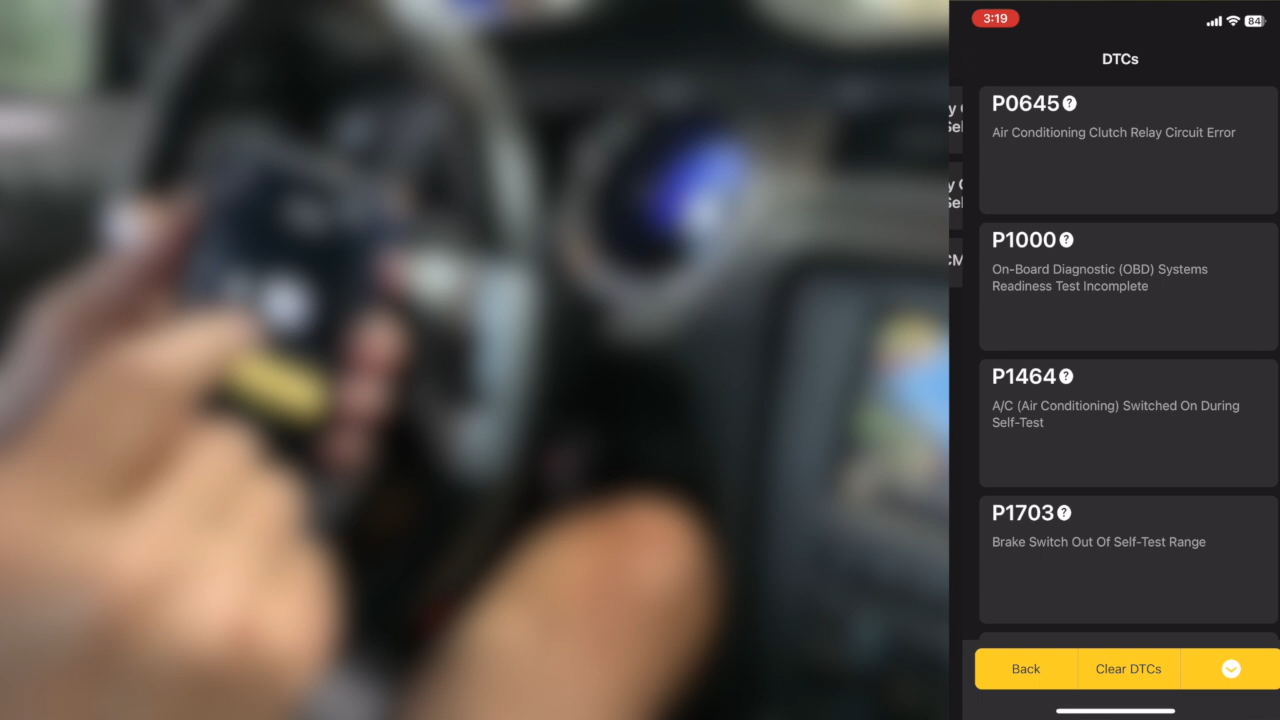 3:19
84
DTCs
P0645
Air Conditioning Clutch Relay Circuit Error
P1000
On-Board Diagnostic (OBD) Systems
Readiness Test Incomplete
P1464
A/C (Air Conditioning) Switched On During
Self-Test
P1703
Brake Switch Out Of Self-Test Range
Back
Clear DTCs